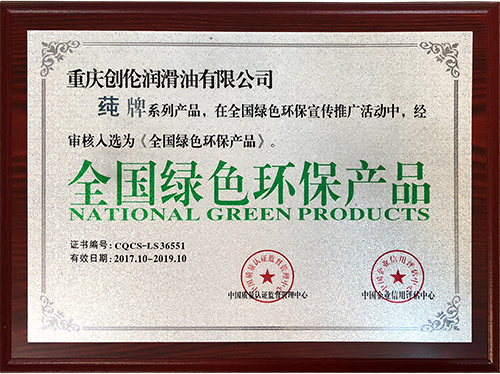 重庆创伦润滑油有限公司
莼牌系列产品，在全国绿色环保宣传推广活动中，经
审核入选为《全国绿色环保产品》。
全国绿色环保产品
NATIONAL GREEN PRODUCTS
证书编号: CQCS-LS36551
有效日期: 2017.10-2019.10
中国质量认证监督管理中心
中国企业信用评估中心